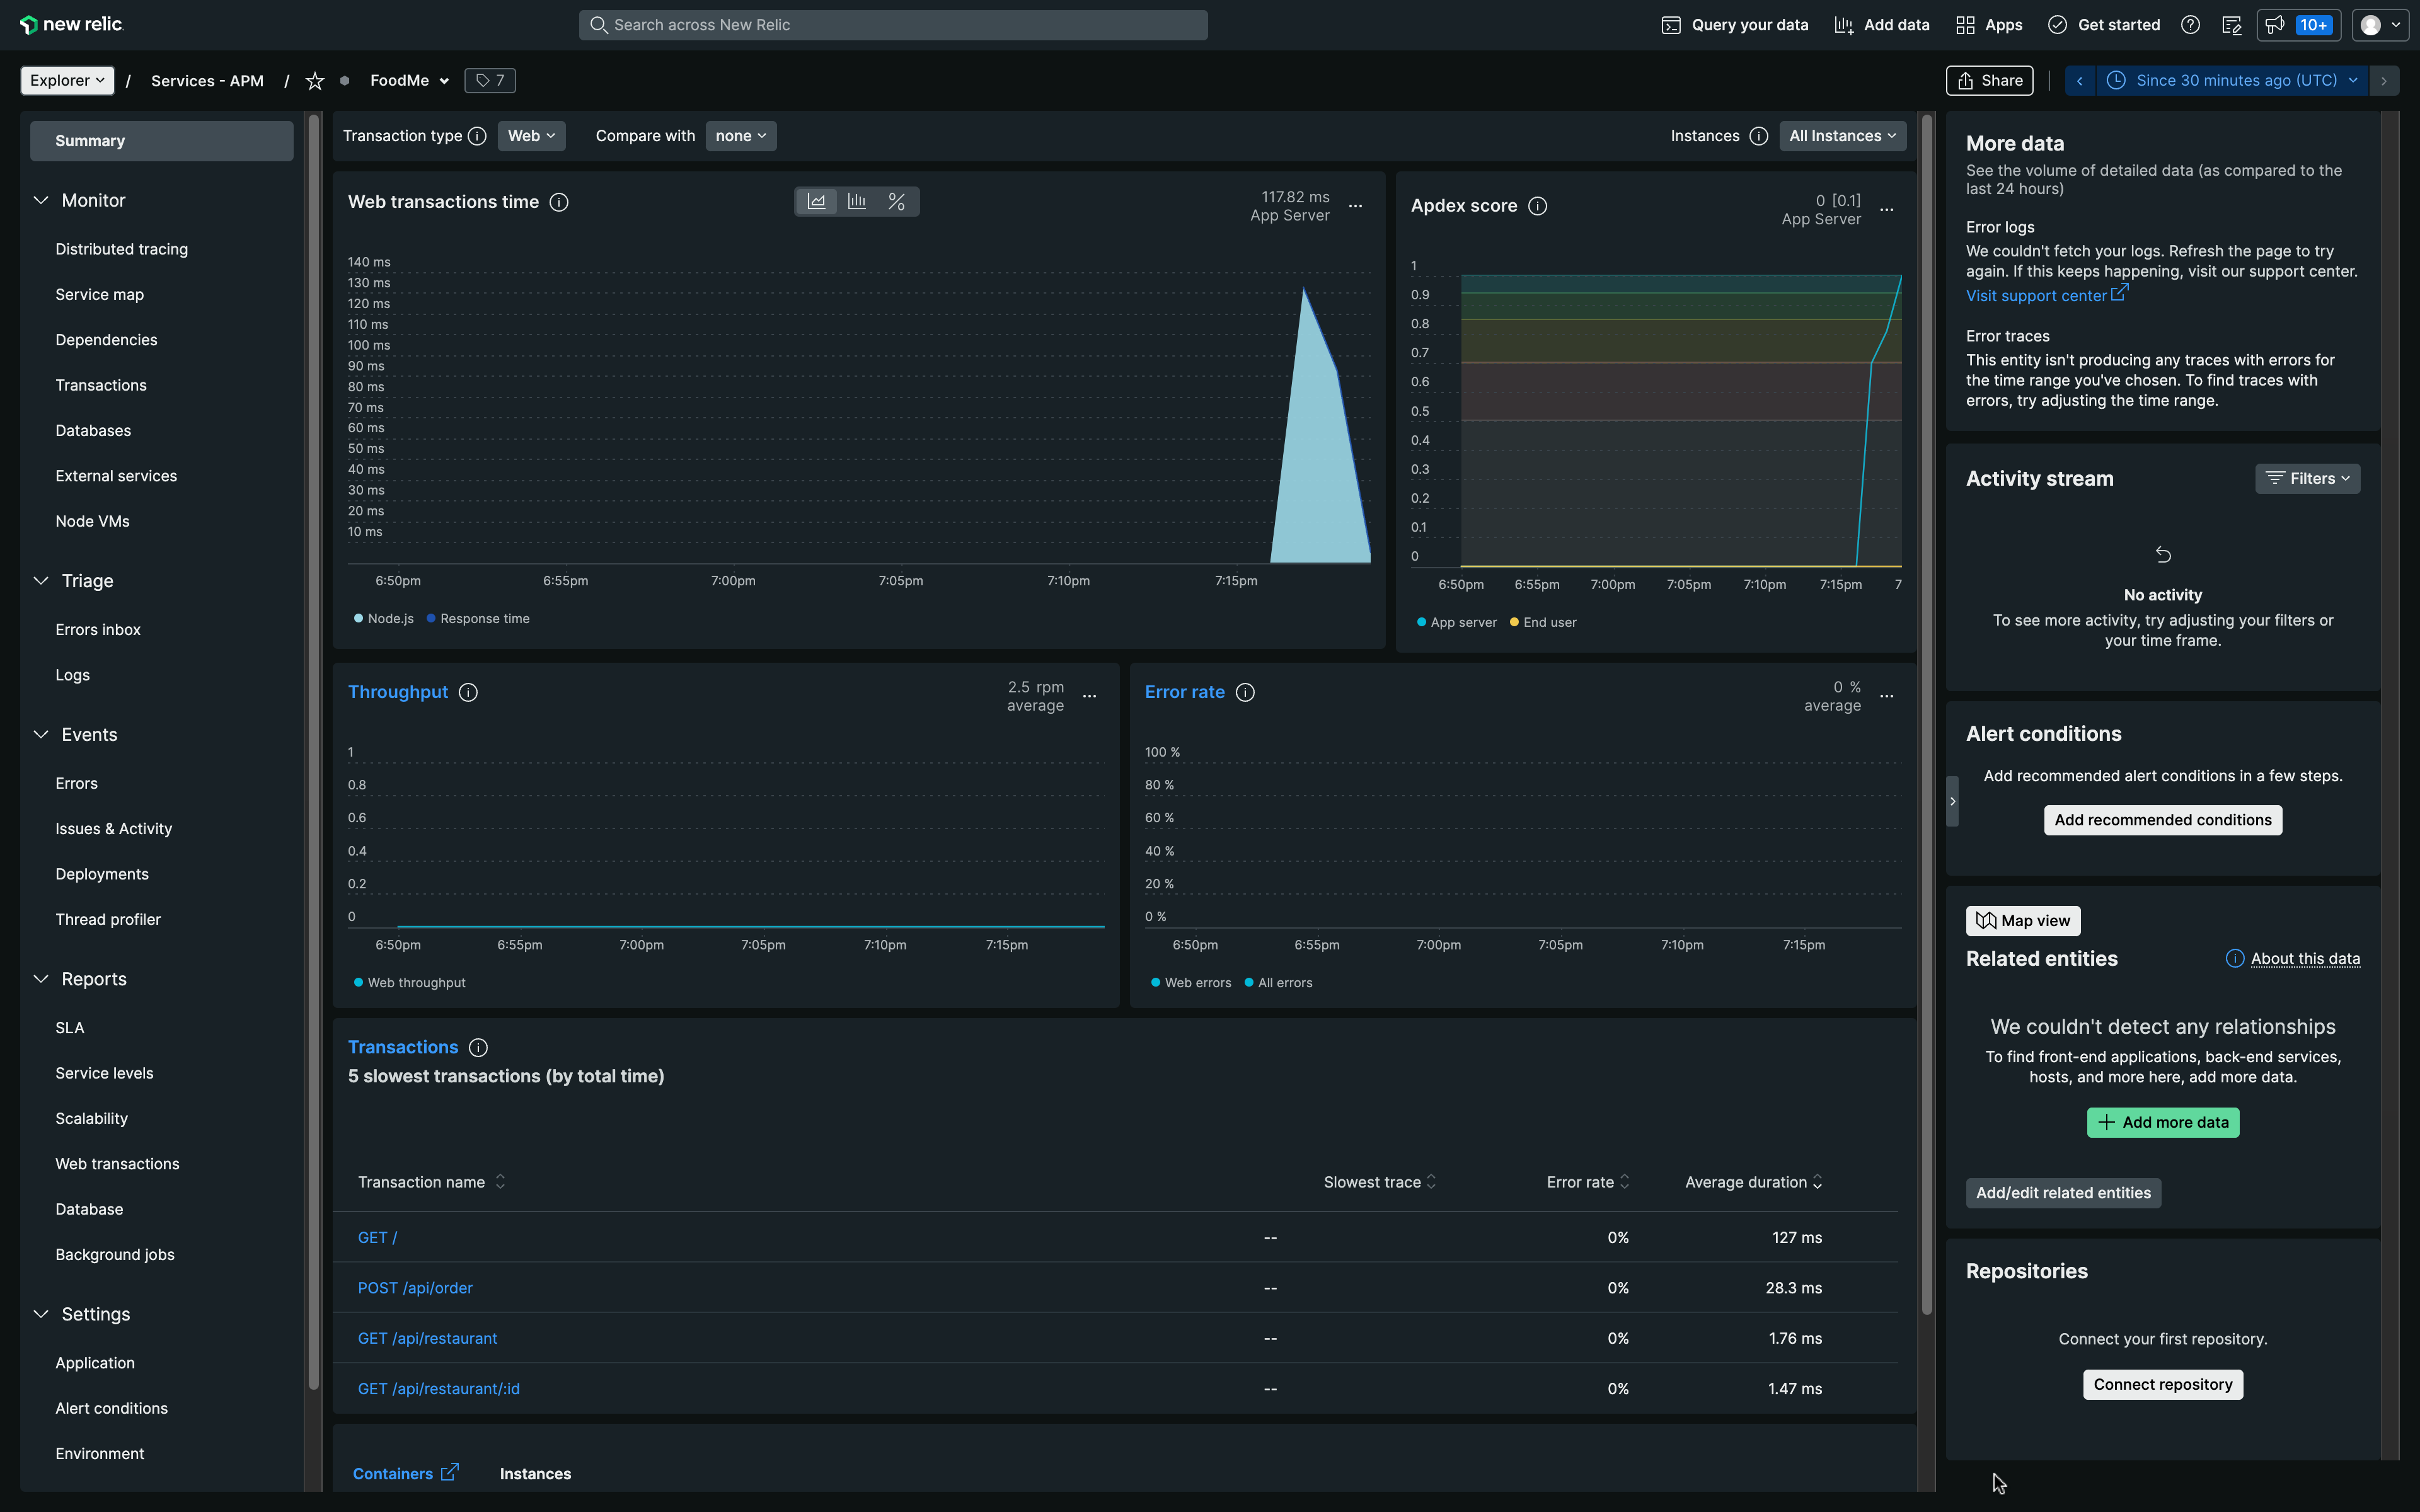 new relic
Search across New Relic
Query your data
Add data
Apps
Get started
10+
Explorer / Services - APM / FoodMe 7
Share
Since 30 minutes ago (UTC)
Summary
Monitor
Distributed tracing
Service map
Dependencies
Transactions
Databases
External services
Node VMs
Triage
Errors inbox
Logs
Events
Errors
Issues & Activity
Deployments
Thread profiler
Reports
SLA
Service levels
Scalability
Web transactions
Database
Background jobs
Settings
Application
Alert conditions
Environment
Transaction type Web Compare with none
Instances All Instances
Web transactions time
117.82 ms
App Server
140 ms
130 ms
120 ms
110 ms
100 ms
90 ms
80 ms
70 ms
60 ms
50 ms
40 ms
30 ms
20 ms
10 ms
6:50pm 6:55pm 7:00pm 7:05pm 7:10pm 7:15pm
Node.js Response time
Apdex score
0 [0.1]
App Server
1
0.9
0.8
0.7
0.6
0.5
0.4
0.3
0.2
0.1
0
6:50pm 6:55pm 7:00pm 7:05pm 7:10pm 7:15pm 7
App server End user
Throughput
2.5 rpm
average
1
0.8
0.6
0.4
0.2
0
6:50pm 6:55pm 7:00pm 7:05pm 7:10pm 7:15pm
Web throughput
Error rate
0 %
average
100 %
80 %
60 %
40 %
20 %
0 %
6:50pm 6:55pm 7:00pm 7:05pm 7:10pm 7:15pm
Web errors All errors
Transactions
5 slowest transactions (by total time)
Transaction name Slowest trace Error rate Average duration
GET / -- 0% 127 ms
POST /api/order -- 0% 28.3 ms
GET /api/restaurant -- 0% 1.76 ms
GET /api/restaurant/:id -- 0% 1.47 ms
Containers Instances
More data
See the volume of detailed data (as compared to the
last 24 hours)
Error logs
We couldn't fetch your logs. Refresh the page to try
again. If this keeps happening, visit our support center.
Visit support center
Error traces
This entity isn't producing any traces with errors for
the time range you've chosen. To find traces with
errors, try adjusting the time range.
Activity stream
Filters
No activity
To see more activity, try adjusting your filters or
your time frame.
Alert conditions
Add recommended alert conditions in a few steps.
Add recommended conditions
Map view
Related entities
About this data
We couldn't detect any relationships
To find front-end applications, back-end services,
hosts, and more here, add more data.
Add more data
Add/edit related entities
Repositories
Connect your first repository.
Connect repository